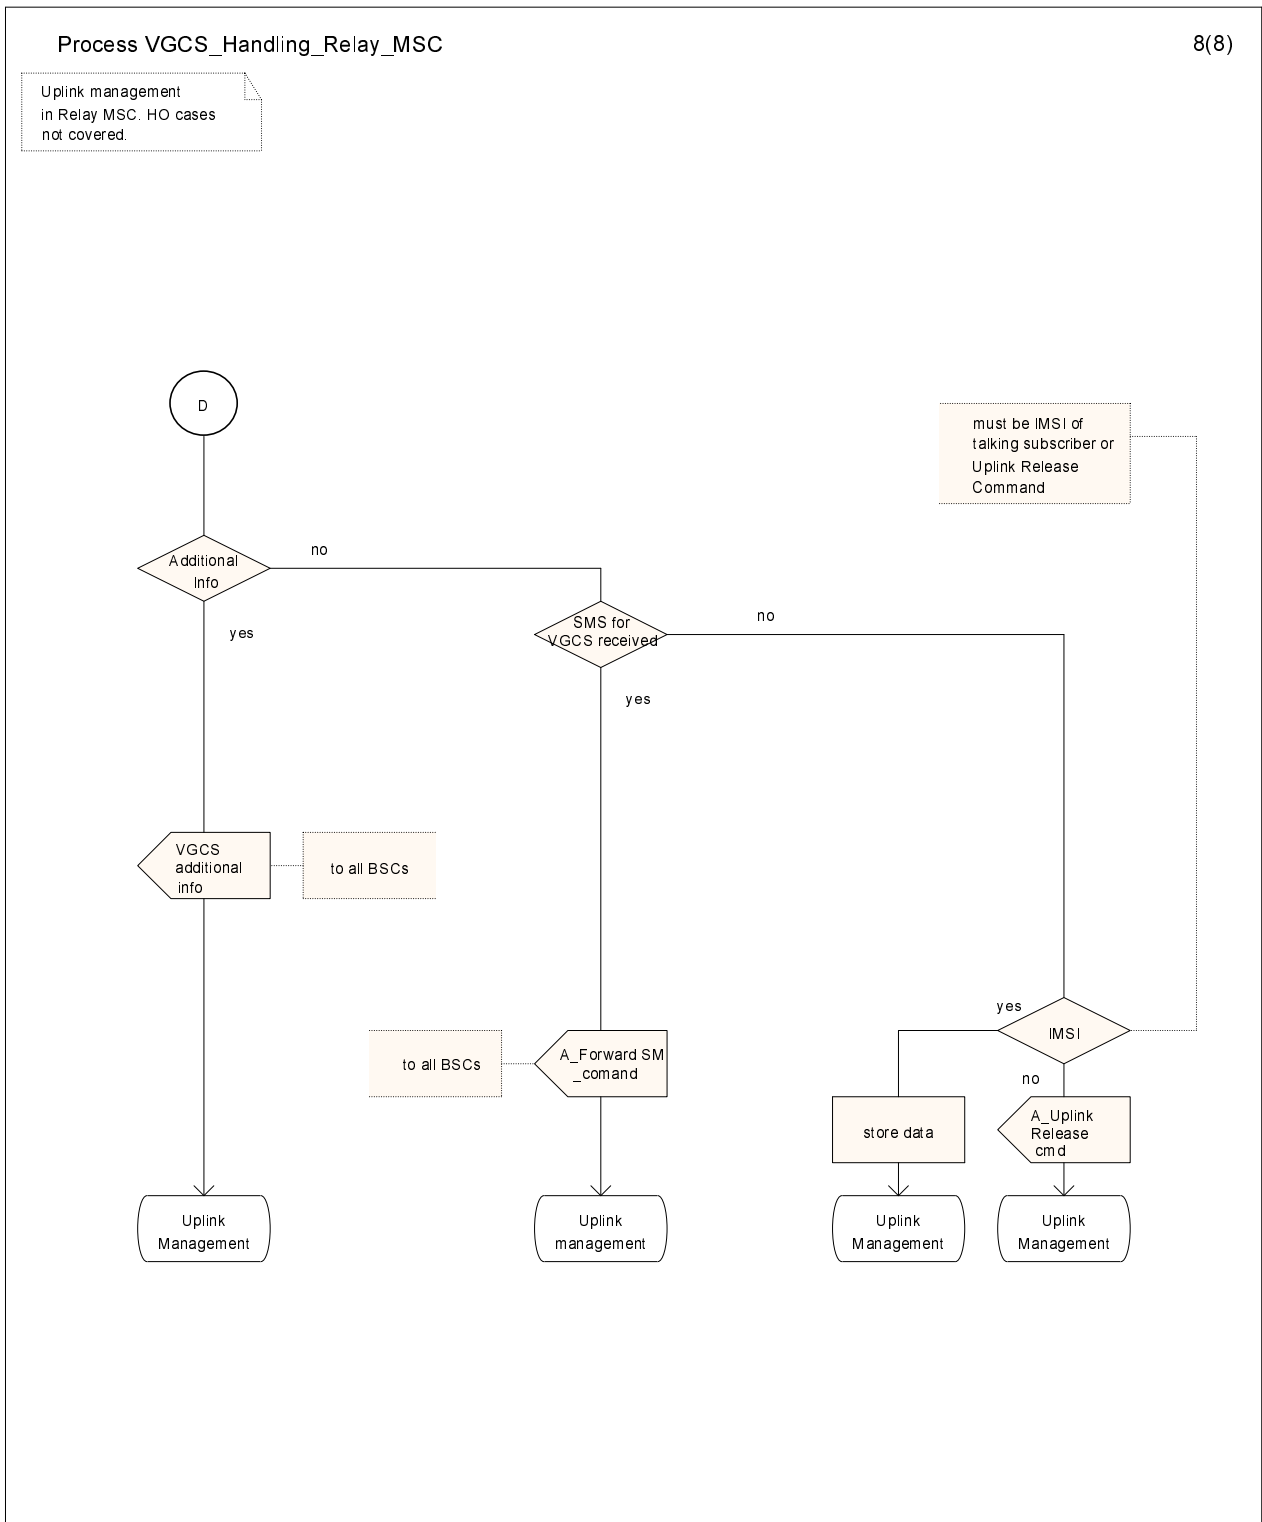 Process VGCS_Handling_Relay_MSC
8(8)
Uplink management
in Relay MSC. HO cases
not covered.
D
must be IMSI of
talking subscriber or
Uplink Release
Command
Additional
Info
no
yes
SMS for
VGCS received
no
yes
VGCS
additional
info
to all BSCs
to all BSCs
A_Forward SM
_comand
yes
IMSI
no
store data
A_Uplink
Release
cmd
Uplink
Management
Uplink
management
Uplink
Management
Uplink
Management